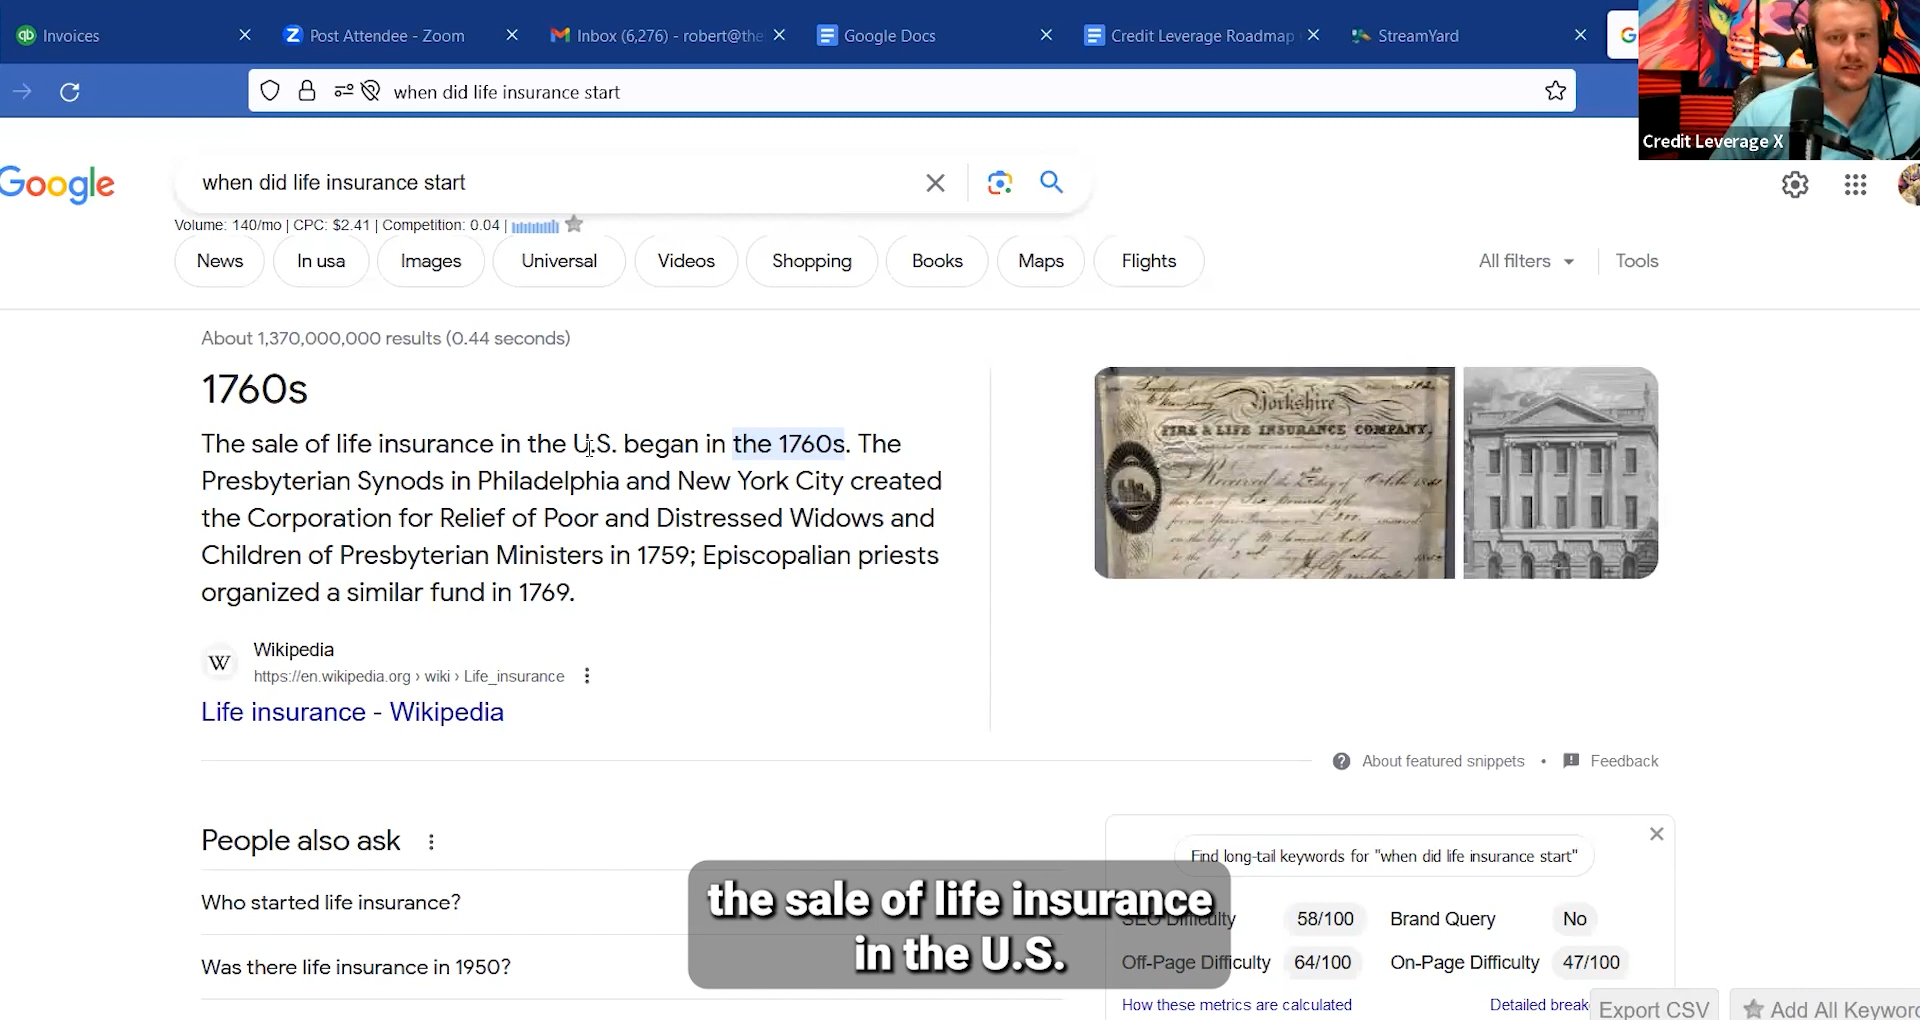 Invoices
Post Attendee - Zoom
Inbox (6,276) - robert@the
Google Docs
Credit Leverage Roadmap
StreamYard
when did life insurance start
Credit Leverage X
Google
when did life insurance start
Volume: 140/mo | CPC: $2.41 | Competition: 0.04 |
News
In usa
Images
Universal
Videos
Shopping
Books
Maps
Flights
All filters
Tools
About 1,370,000,000 results (0.44 seconds)
1760s
The sale of life insurance in the U.S. began in the 1760s. The
Presbyterian Synods in Philadelphia and New York City created
the Corporation for Relief of Poor and Distressed Widows and
Children of Presbyterian Ministers in 1759; Episcopalian priests
organized a similar fund in 1769.
Yorkshire
FIRE & LIFE INSURANCE COMPANY.
W
Wikipedia
https://en.wikipedia.org › wiki › Life_insurance
Life insurance - Wikipedia
About featured snippets
Feedback
People also ask
Who started life insurance?
Was there life insurance in 1950?
Find long-tail keywords for "when did life insurance start"
SEO Difficulty
58/100
Brand Query
No
Off-Page Difficulty
64/100
On-Page Difficulty
47/100
How these metrics are calculated
Detailed break
Export CSV
Add All Keywor
the sale of life insurance
in the U.S.